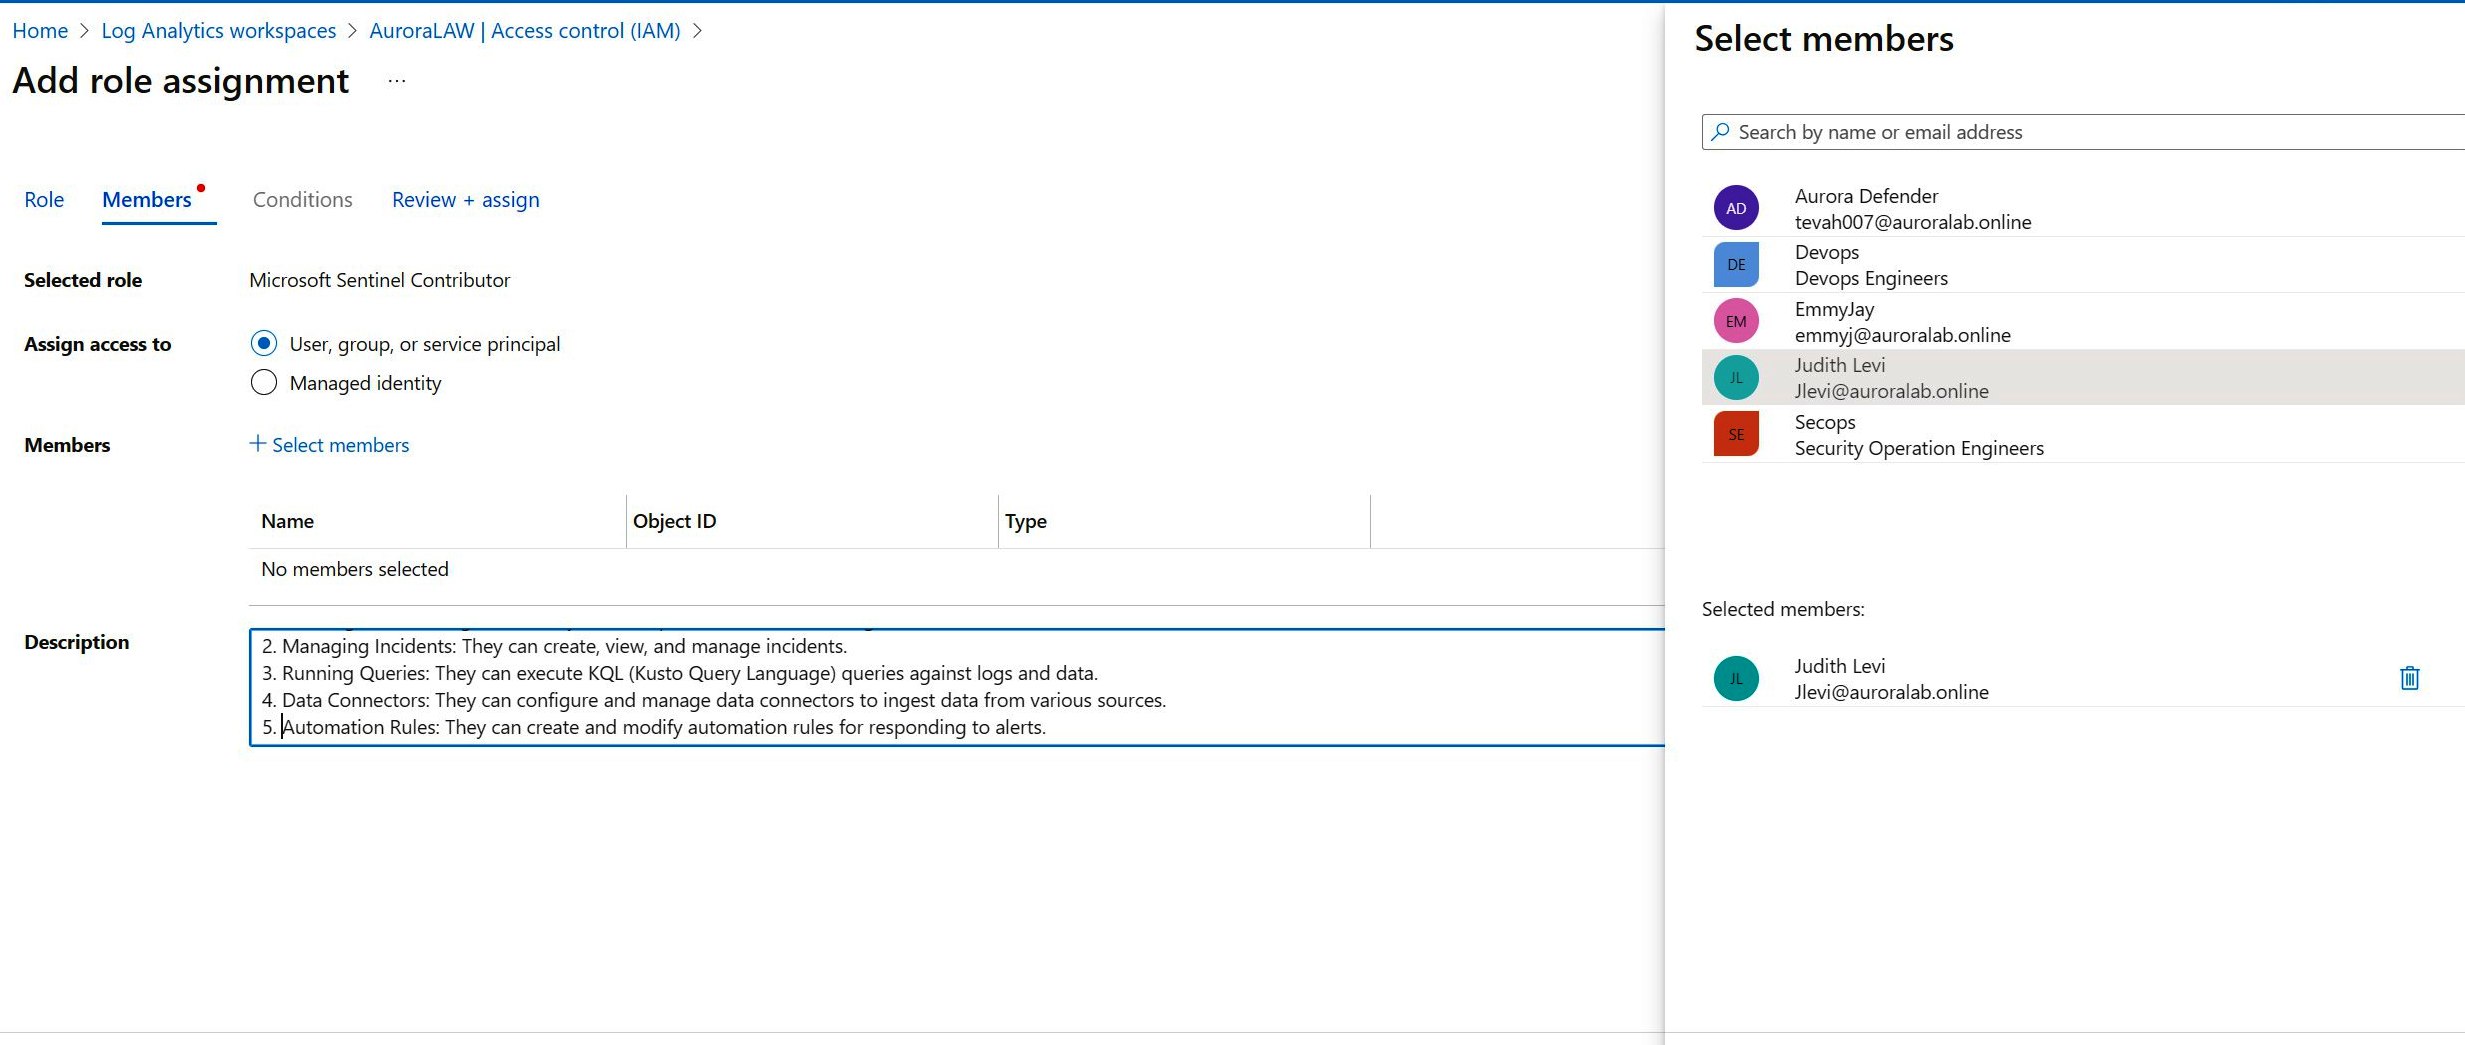 Home > Log Analytics workspaces > AuroraLAW | Access control (IAM) >
Add role assignment ...
Role Members Conditions Review + assign
Selected role Microsoft Sentinel Contributor
Assign access to User, group, or service principal
Managed identity
Members + Select members
Name Object ID Type
No members selected
Description
2. Managing Incidents: They can create, view, and manage incidents.
3. Running Queries: They can execute KQL (Kusto Query Language) queries against logs and data.
4. Data Connectors: They can configure and manage data connectors to ingest data from various sources.
5. Automation Rules: They can create and modify automation rules for responding to alerts.
Select members
Search by name or email address
AD Aurora Defender
tevah007@auroralab.online
DE Devops
Devops Engineers
EM EmmyJay
emmyj@auroralab.online
JL Judith Levi
Jlevi@auroralab.online
SE Secops
Security Operation Engineers
Selected members:
JL Judith Levi
Jlevi@auroralab.online